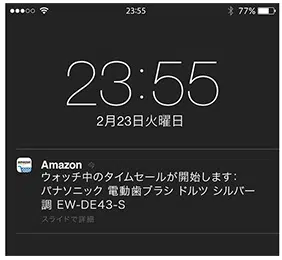 23:55
77%
23:55
2月23日火曜日
Amazon 今
ウォッチ中のタイムセールが開始します:
パナソニック 電動歯ブラシ ドルツ シルバー
調 EW-DE43-S
スライドで詳細